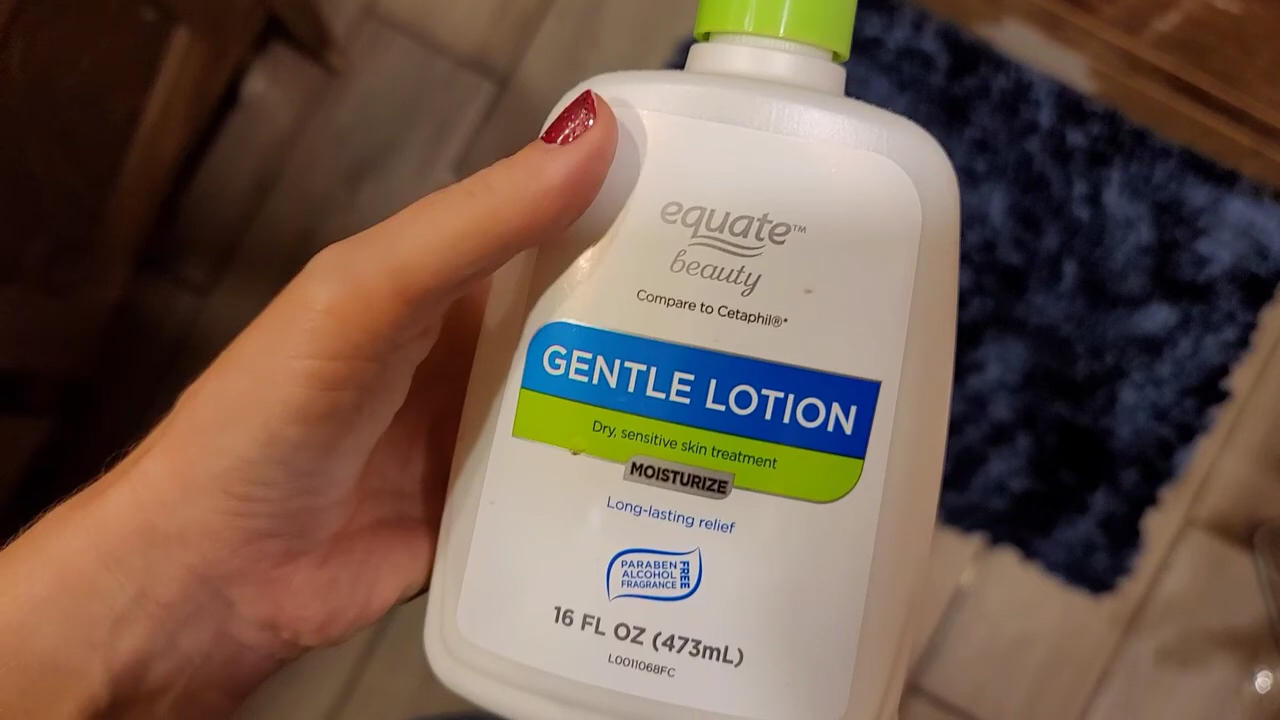 equate™
beauty
Compare to Cetaphil®*
GENTLE LOTION
Dry, sensitive skin treatment
MOISTURIZE
Long-lasting relief
PARABEN
ALCOHOL
FRAGRANCE
FREE
16 FL OZ (473mL)
L0011068FC